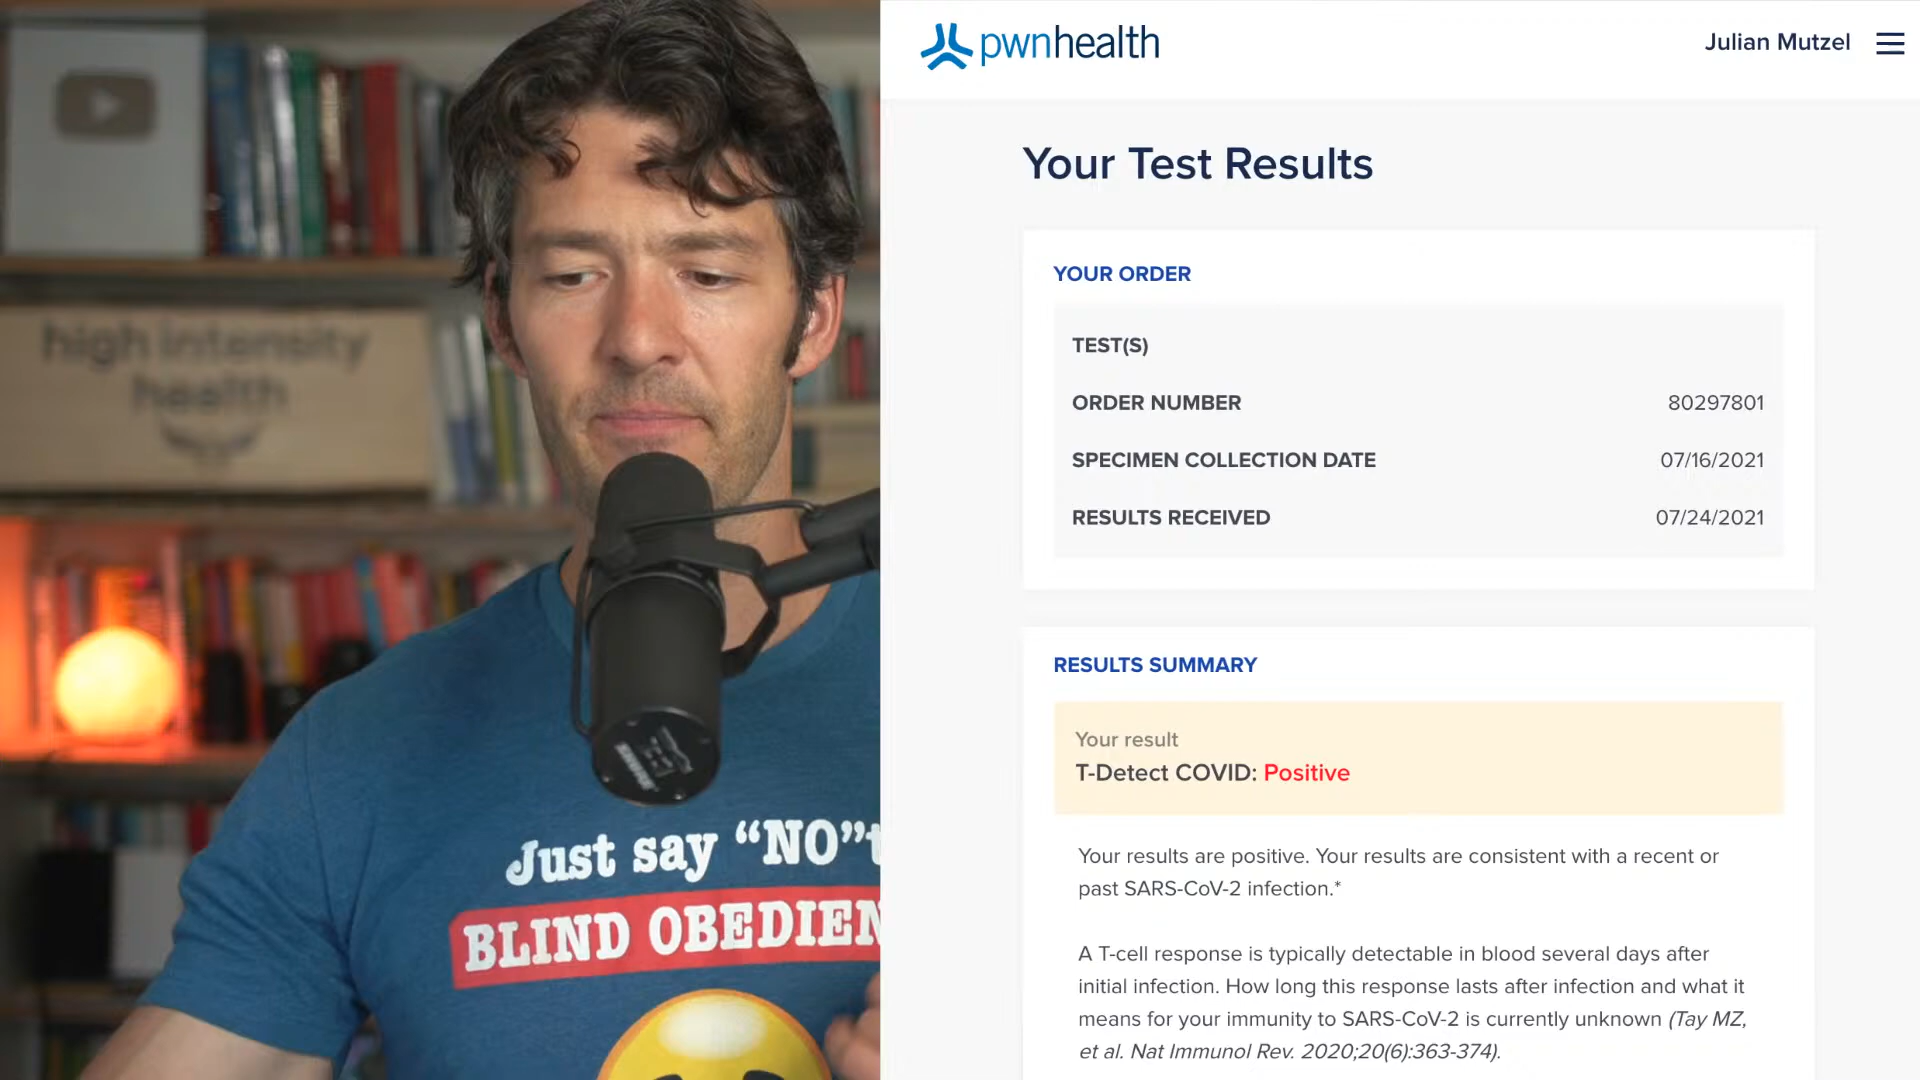 high intensity
health
Just say "NO" t
BLIND OBEDIEN
pwnhealth
Julian Mutzel
Your Test Results
YOUR ORDER
TEST(S)
ORDER NUMBER 80297801
SPECIMEN COLLECTION DATE 07/16/2021
RESULTS RECEIVED 07/24/2021
RESULTS SUMMARY
Your result
T-Detect COVID: Positive
Your results are positive. Your results are consistent with a recent or
past SARS-CoV-2 infection.*
A T-cell response is typically detectable in blood several days after
initial infection. How long this response lasts after infection and what it
means for your immunity to SARS-CoV-2 is currently unknown (Tay MZ,
et al. Nat Immunol Rev. 2020;20(6):363-374).